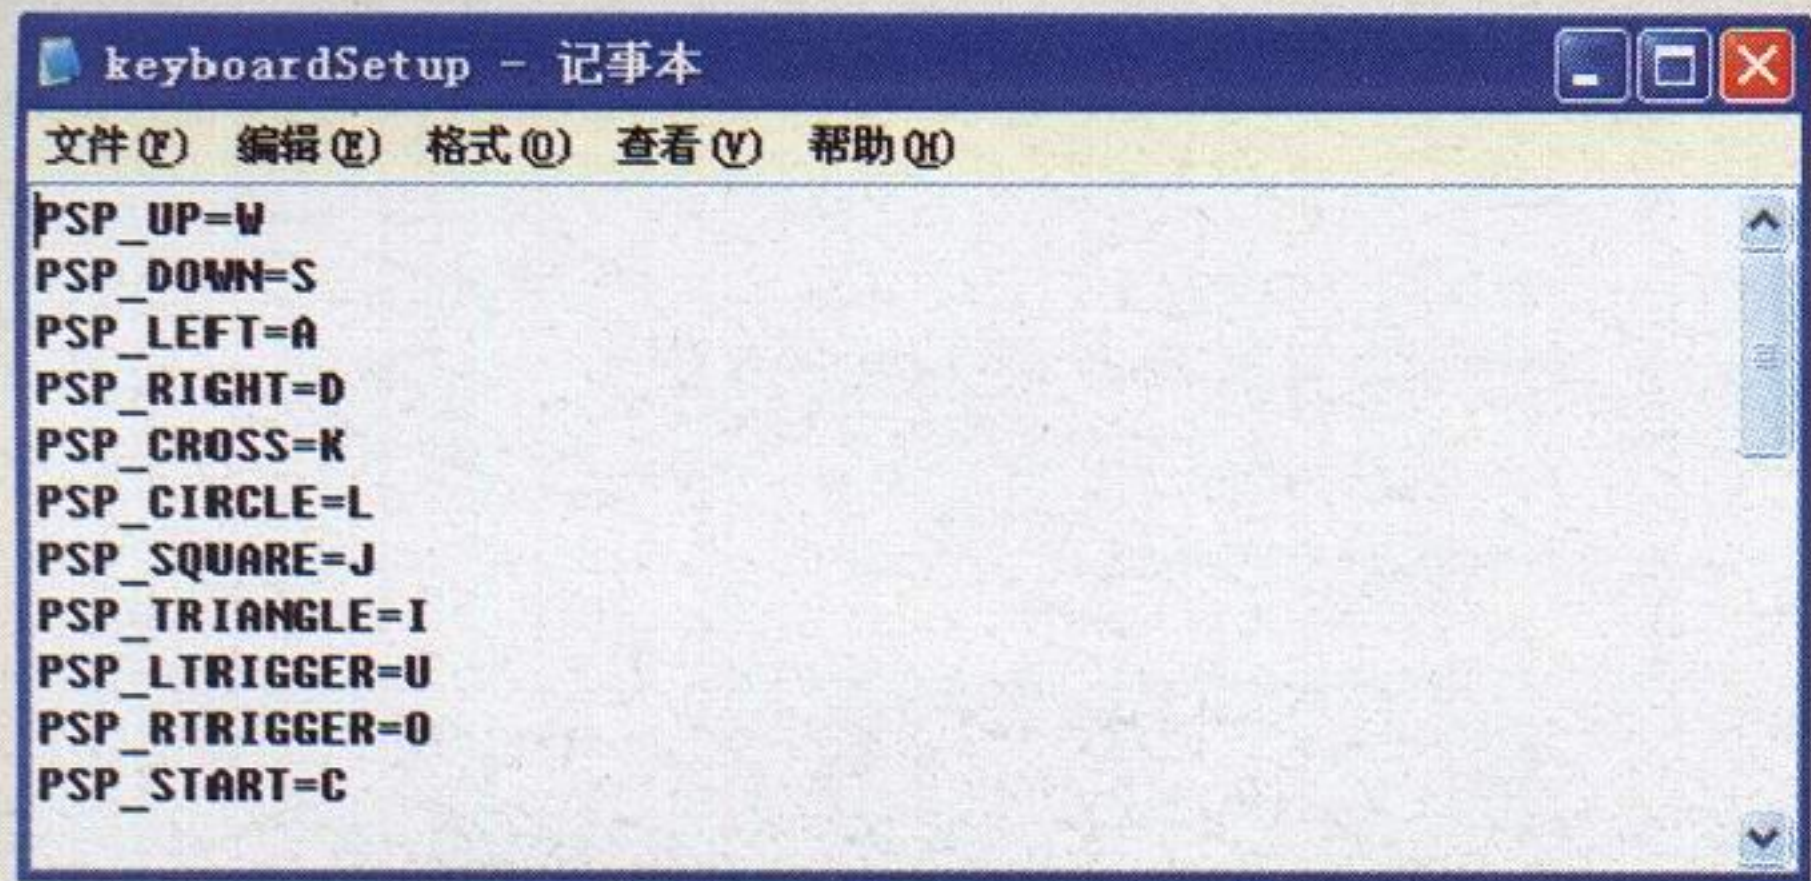 keyboardSetup - 记事本
文件(F) 编辑(E) 格式(O) 查看(V) 帮助(H)
PSP_UP=W
PSP_DOWN=S
PSP_LEFT=A
PSP_RIGHT=D
PSP_CROSS=K
PSP_CIRCLE=L
PSP_SQUARE=J
PSP_TRIANGLE=I
PSP_LTRIGGER=U
PSP_RTRIGGER=O
PSP_START=C